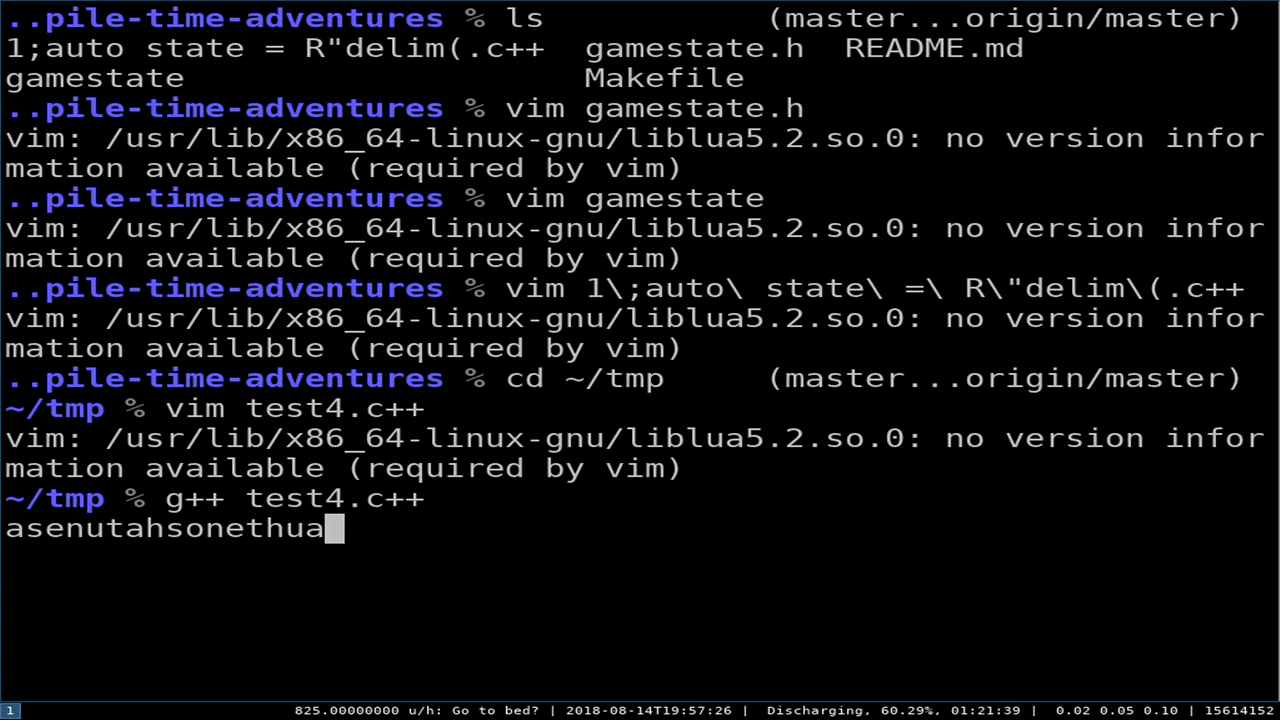 ..pile-time-adventures % ls (master...origin/master)
1;auto state = R"delim(.c++ gamestate.h README.md
gamestate Makefile
..pile-time-adventures % vim gamestate.h
vim: /usr/lib/x86_64-linux-gnu/liblua5.2.so.0: no version infor
mation available (required by vim)
..pile-time-adventures % vim gamestate
vim: /usr/lib/x86_64-linux-gnu/liblua5.2.so.0: no version infor
mation available (required by vim)
..pile-time-adventures % vim 1\;auto\ state\ =\ R\"delim\(.c++
vim: /usr/lib/x86_64-linux-gnu/liblua5.2.so.0: no version infor
mation available (required by vim)
..pile-time-adventures % cd ~/tmp (master...origin/master)
~/tmp % vim test4.c++
vim: /usr/lib/x86_64-linux-gnu/liblua5.2.so.0: no version infor
mation available (required by vim)
~/tmp % g++ test4.c++
asenutahsonethua
1 825.00000000 u/h: Go to bed? | 2018-08-14T19:57:26 | Discharging, 60.29%, 01:21:39 | 0.02 0.05 0.10 | 15614152